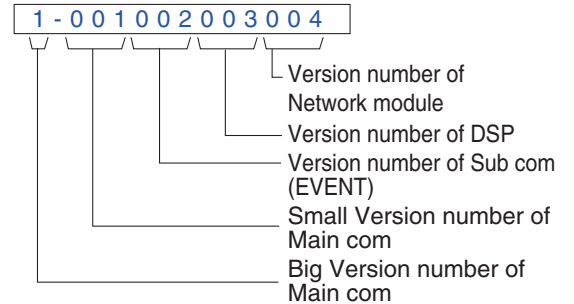 1-001002003004
Version number of
Network module
Version number of DSP
Version number of Sub com
(EVENT)
Small Version number of
Main com
Big Version number of
Main com